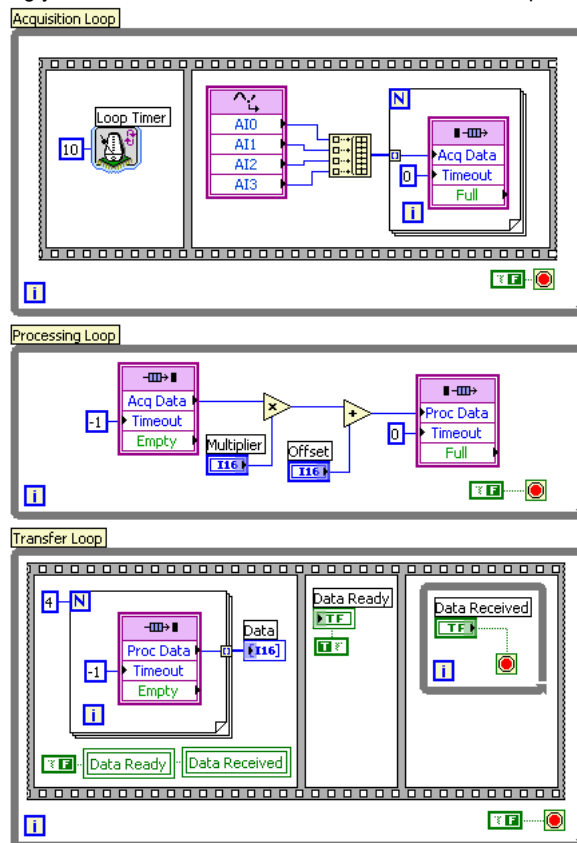 Acquisition Loop
Loop Timer
10
AI0
AI1
AI2
AI3
N
Acq Data
0
Timeout
Full
i
F
i
Processing Loop
Acq Data
-1
Timeout
Empty
Multiplier
I16
Offset
I16
Proc Data
0
Timeout
Full
F
i
Transfer Loop
4
N
Proc Data
-1
Timeout
Empty
i
Data
I16]
F
Data Ready
Data Received
Data Ready
TF
T
Data Received
TF
i
F
i